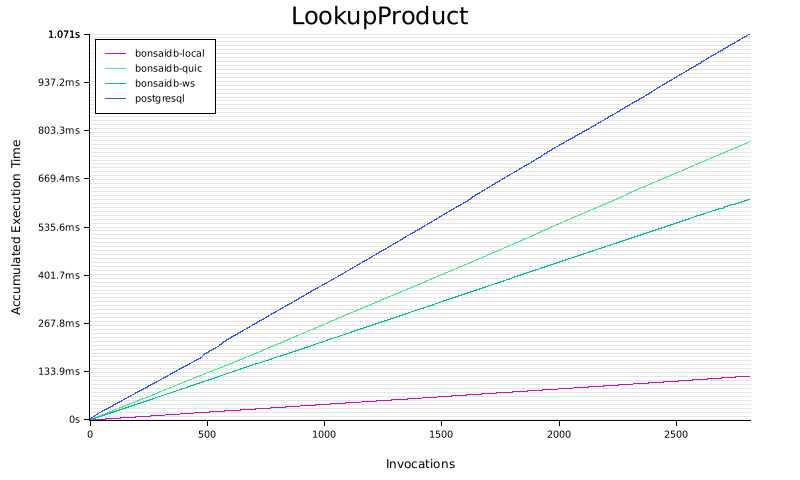 LookupProduct
1.071s
937.2ms
803.3ms
669.4ms
535.6ms
401.7ms
267.8ms
133.9ms
0s
bonsaidb-local
bonsaidb-quic
bonsaidb-ws
postgresql
Accumulated Execution Time
0 500 1000 1500 2000 2500
Invocations